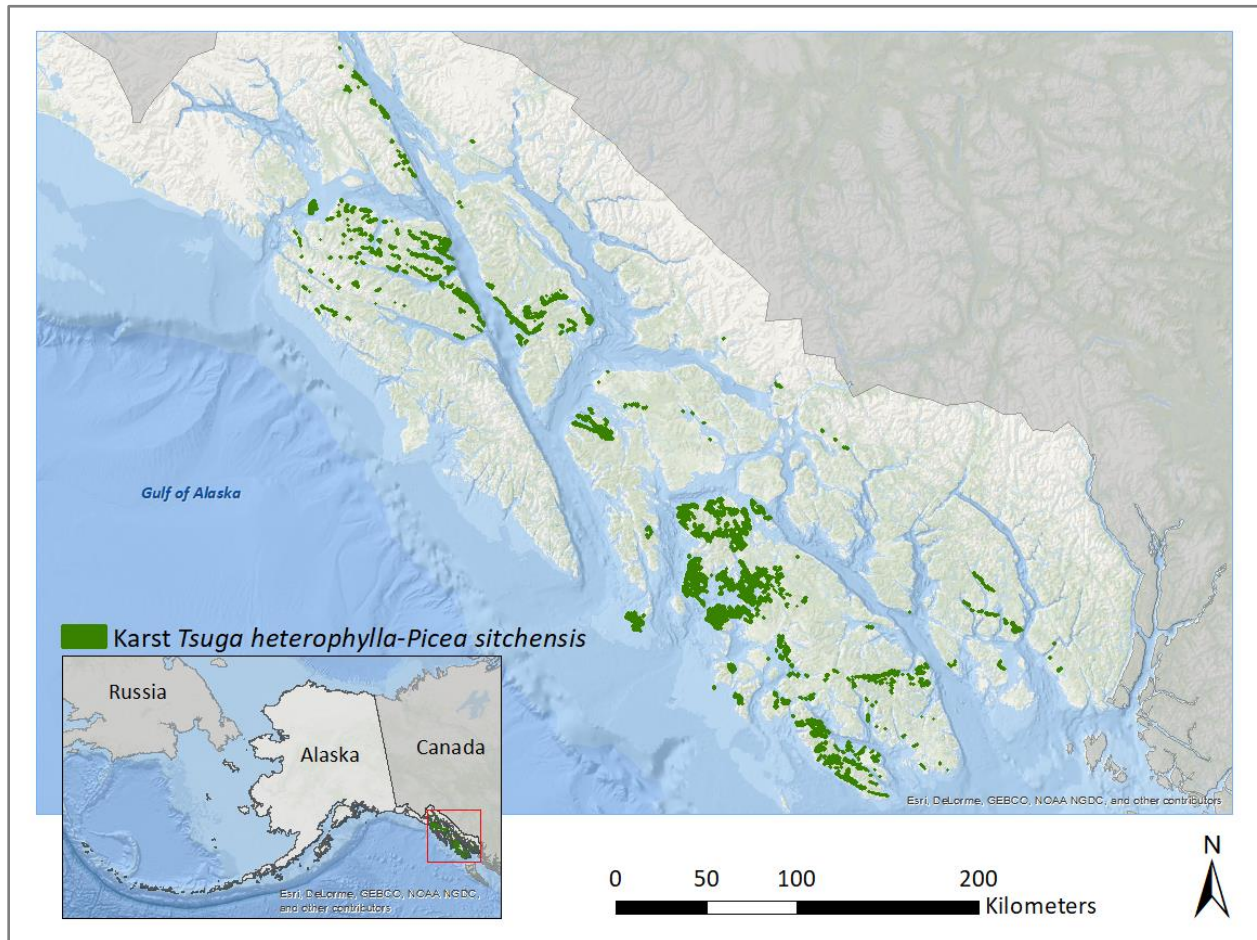 Gulf of Alaska
Karst Tsuga heterophylla-Picea sitchensis
Russia
Alaska
Canada
Esri, DeLorme, GEBCO, NOAA NGDC,
and other contributors
Esri, DeLorme, GEBCO, NOAA NGDC, and other contributors
0 50 100 200
Kilometers
N